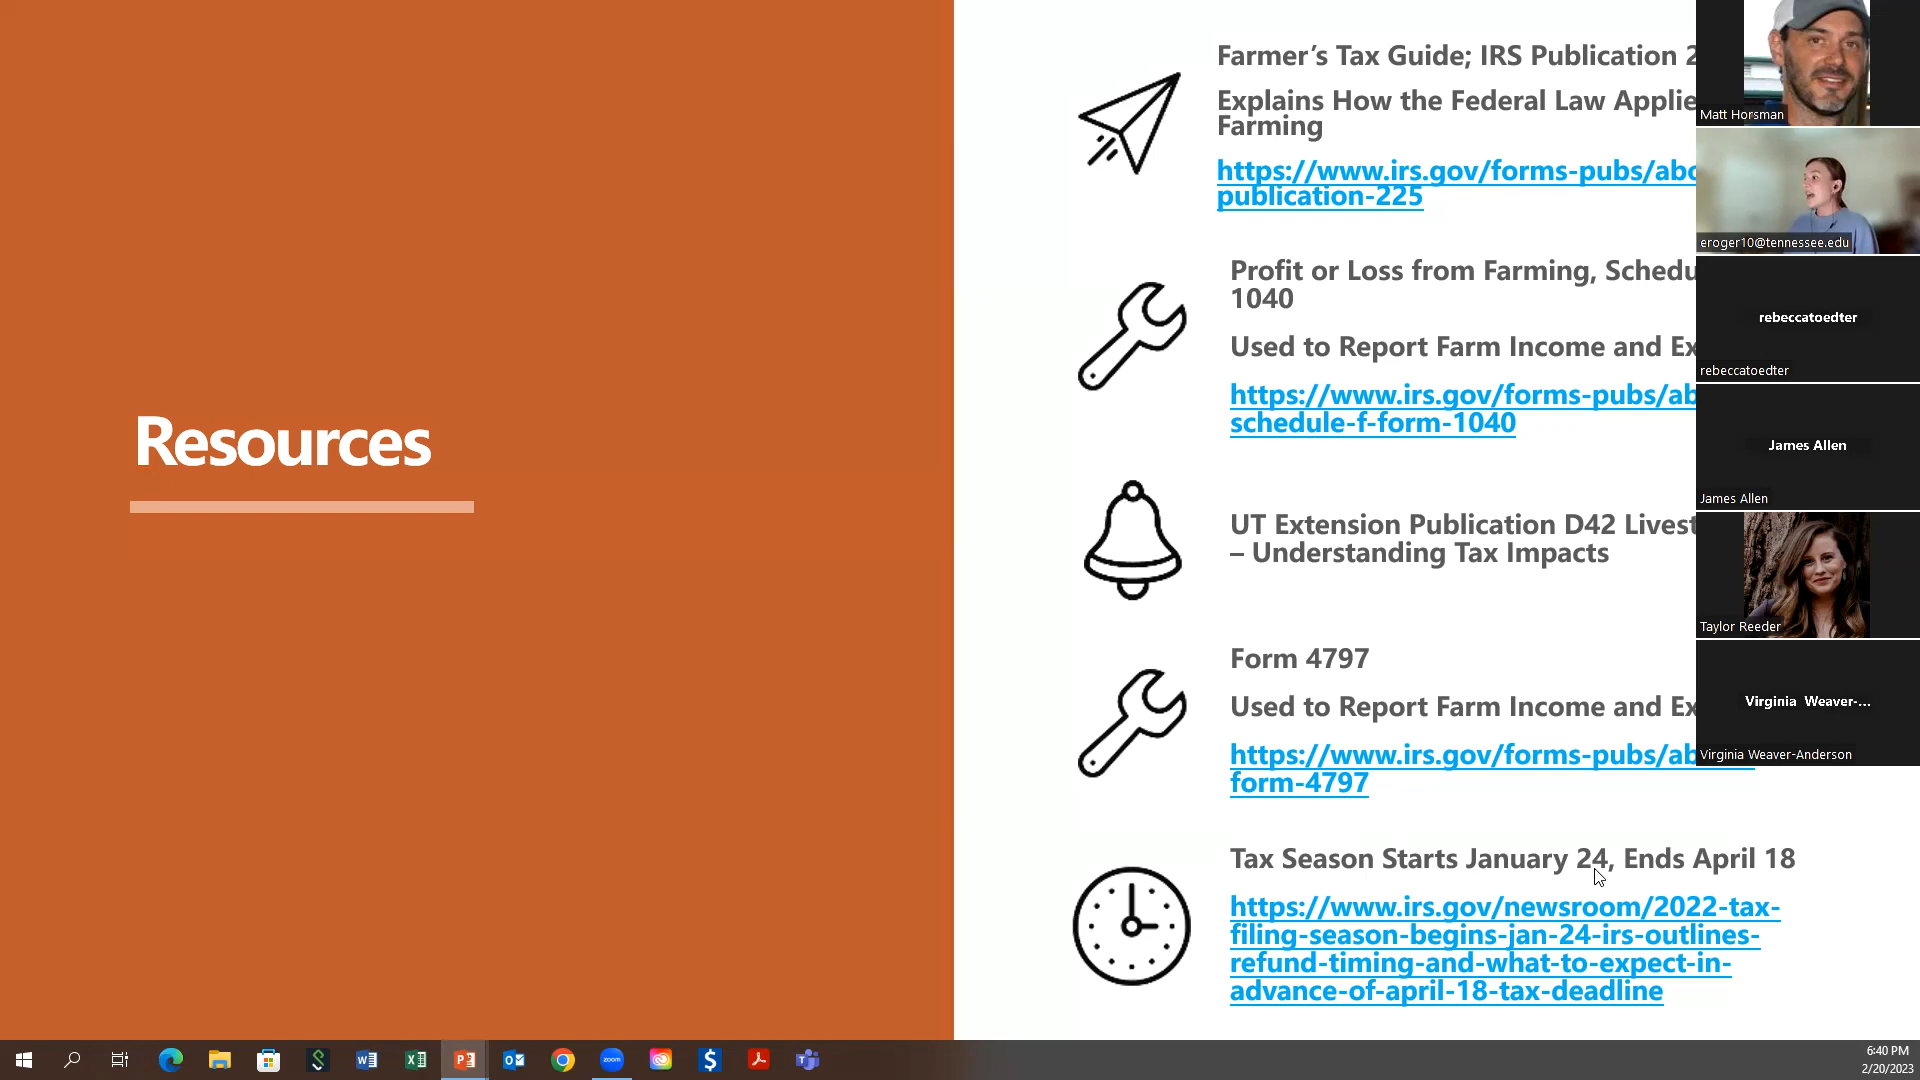 Resources
Farmer’s Tax Guide; IRS Publication 2
Explains How the Federal Law Applie
Farming
https://www.irs.gov/forms-pubs/abo
publication-225
Profit or Loss from Farming, Schedu
1040
Used to Report Farm Income and Ex
https://www.irs.gov/forms-pubs/ab
schedule-f-form-1040
UT Extension Publication D42 Livest
– Understanding Tax Impacts
Form 4797
Used to Report Farm Income and Ex
https://www.irs.gov/forms-pubs/ab
form-4797
Tax Season Starts January 24, Ends April 18
https://www.irs.gov/newsroom/2022-tax-
filing-season-begins-jan-24-irs-outlines-
refund-timing-and-what-to-expect-in-
advance-of-april-18-tax-deadline
Matt Horsman
eroger10@tennessee.edu
rebeccatoedter
rebeccatoedter
James Allen
James Allen
Taylor Reeder
Virginia Weaver-...
Virginia Weaver-Anderson
zoom
6:40 PM
2/20/2023